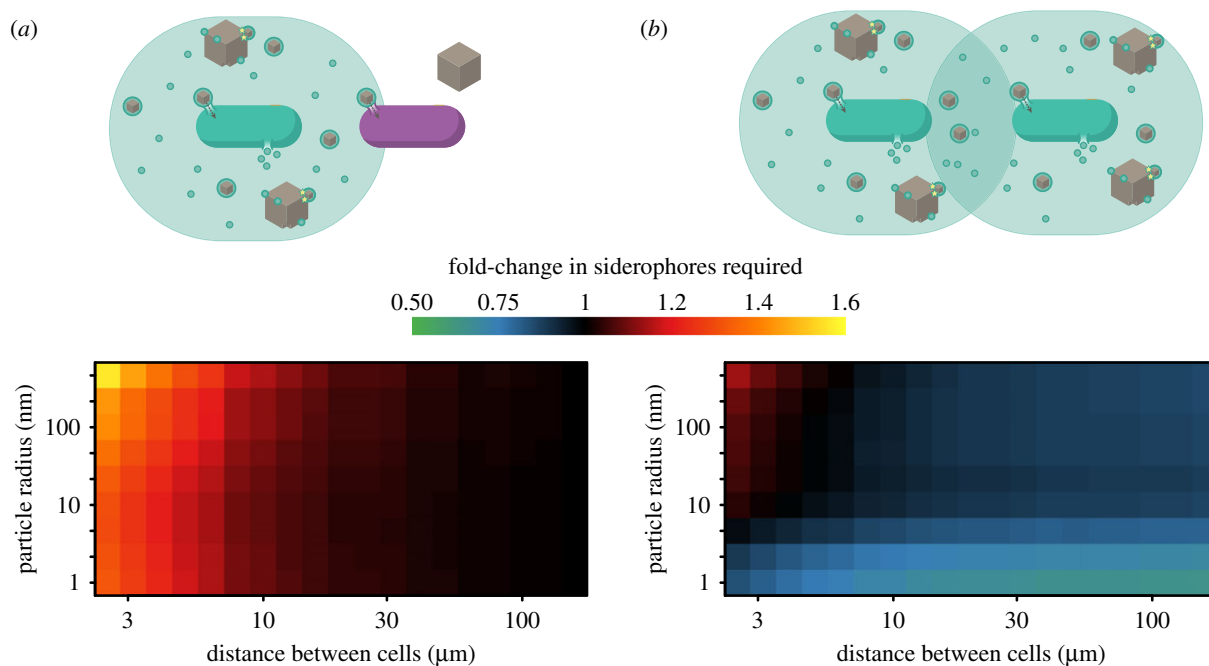 (a)
(b)
fold-change in siderophores required
0.50 0.75 1 1.2 1.4 1.6
particle radius (nm)
100
10
1
3 10 30 100
distance between cells (µm)
particle radius (nm)
100
10
1
3 10 30 100
distance between cells (µm)